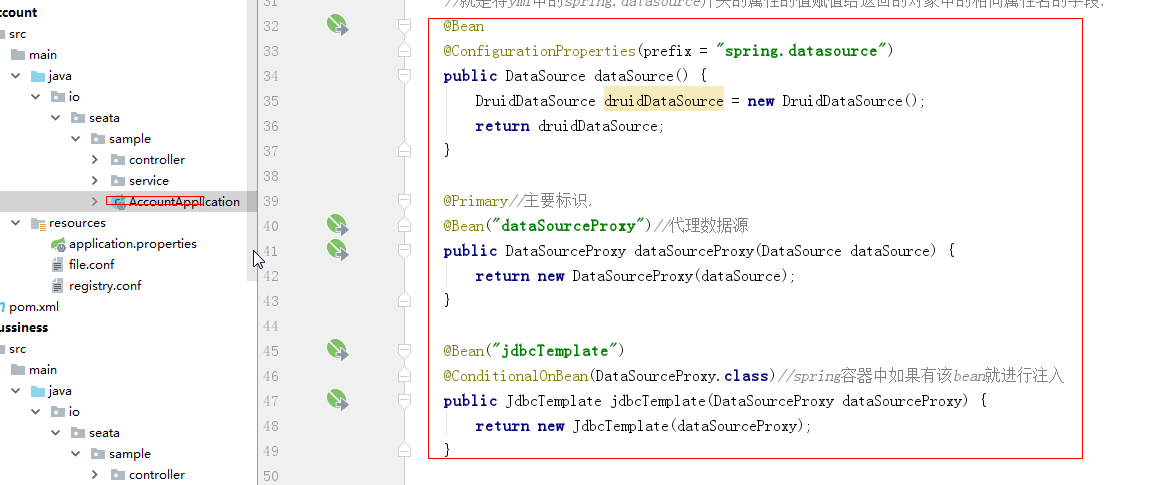 ccount
src
main
java
io
seata
sample
controller
service
AccountApplication
resources
application.properties
file.conf
registry.conf
pom.xml
ussiness
src
main
java
io
seata
sample
controller
31 //就是将yml中的spring.datasource开头的属性的值赋值给返回的对象中的相同属性名的字段.
32 @Bean
33 @ConfigurationProperties(prefix = "spring.datasource")
34 public DataSource dataSource() {
35 DruidDataSource druidDataSource = new DruidDataSource();
36 return druidDataSource;
37 }
38
39 @Primary//主要标识.
40 @Bean("dataSourceProxy")//代理数据源
41 public DataSourceProxy dataSourceProxy(DataSource dataSource) {
42 return new DataSourceProxy(dataSource);
43 }
44
45 @Bean("jdbcTemplate")
46 @ConditionalOnBean(DataSourceProxy.class)//spring容器中如果有该bean就进行注入
47 public JdbcTemplate jdbcTemplate(DataSourceProxy dataSourceProxy) {
48 return new JdbcTemplate(dataSourceProxy);
49 }
50